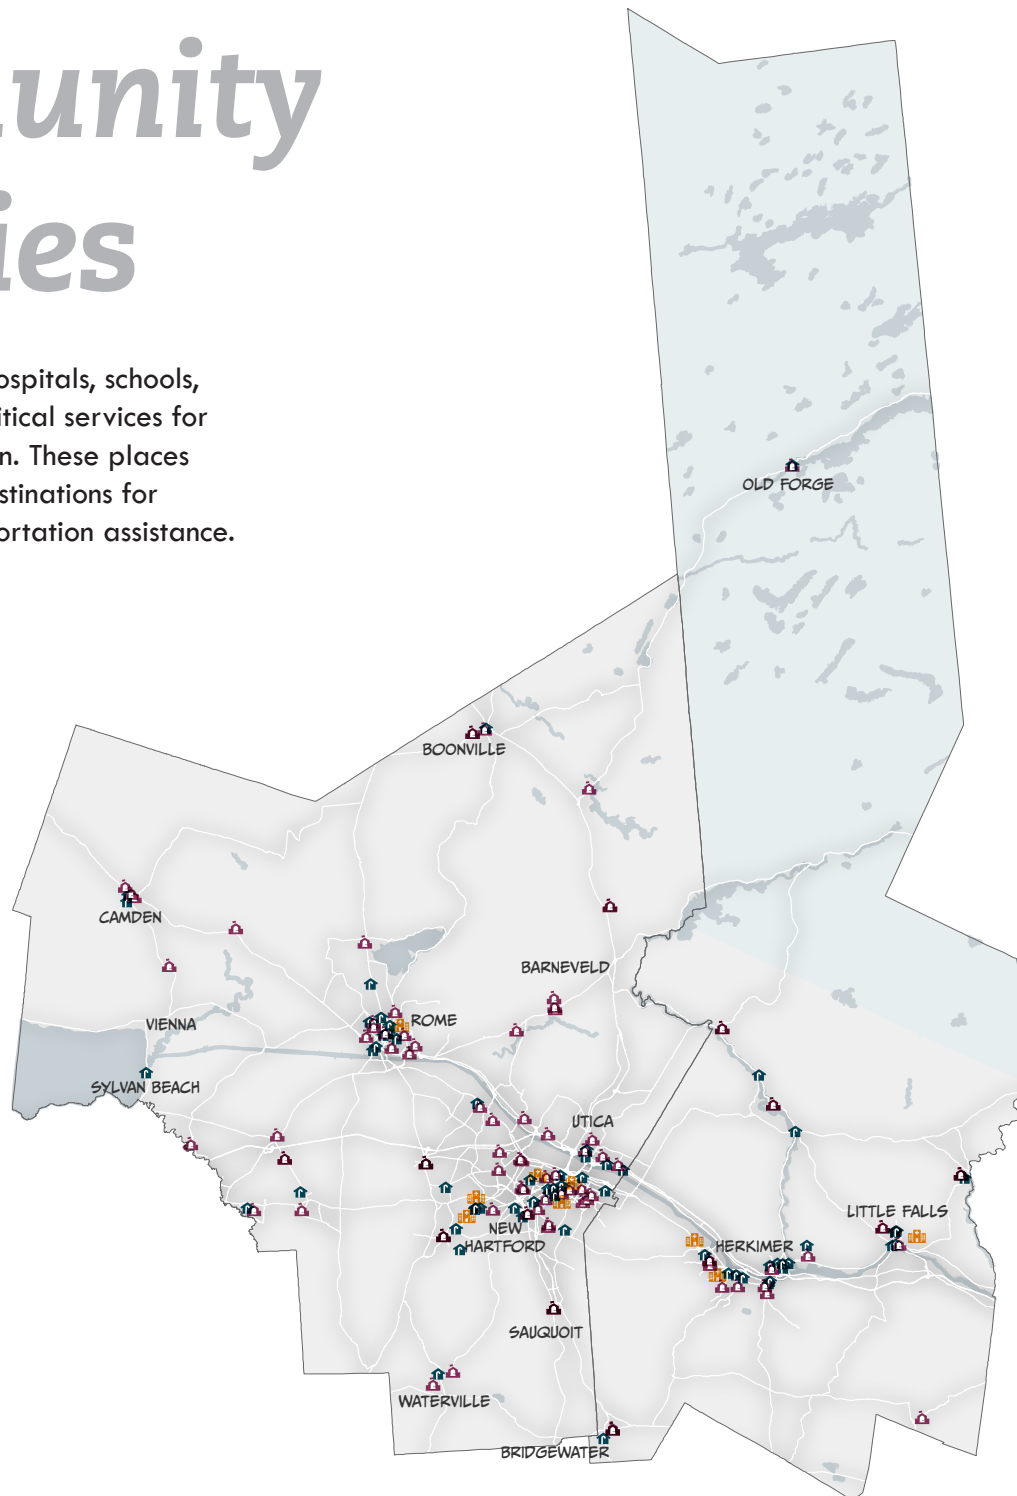 unity
ies
ospitals, schools,
itical services for
n. These places
stinations for
ortation assistance.
OLD FORGE
BOONVILLE
CAMDEN
BARNEVELD
ROME
VIENNA
SYLVAN BEACH
UTICA
LITTLE FALLS
NEW
HARTFORD
HERKIMER
SAUQUOIT
WATERVILLE
BRIDGEWATER